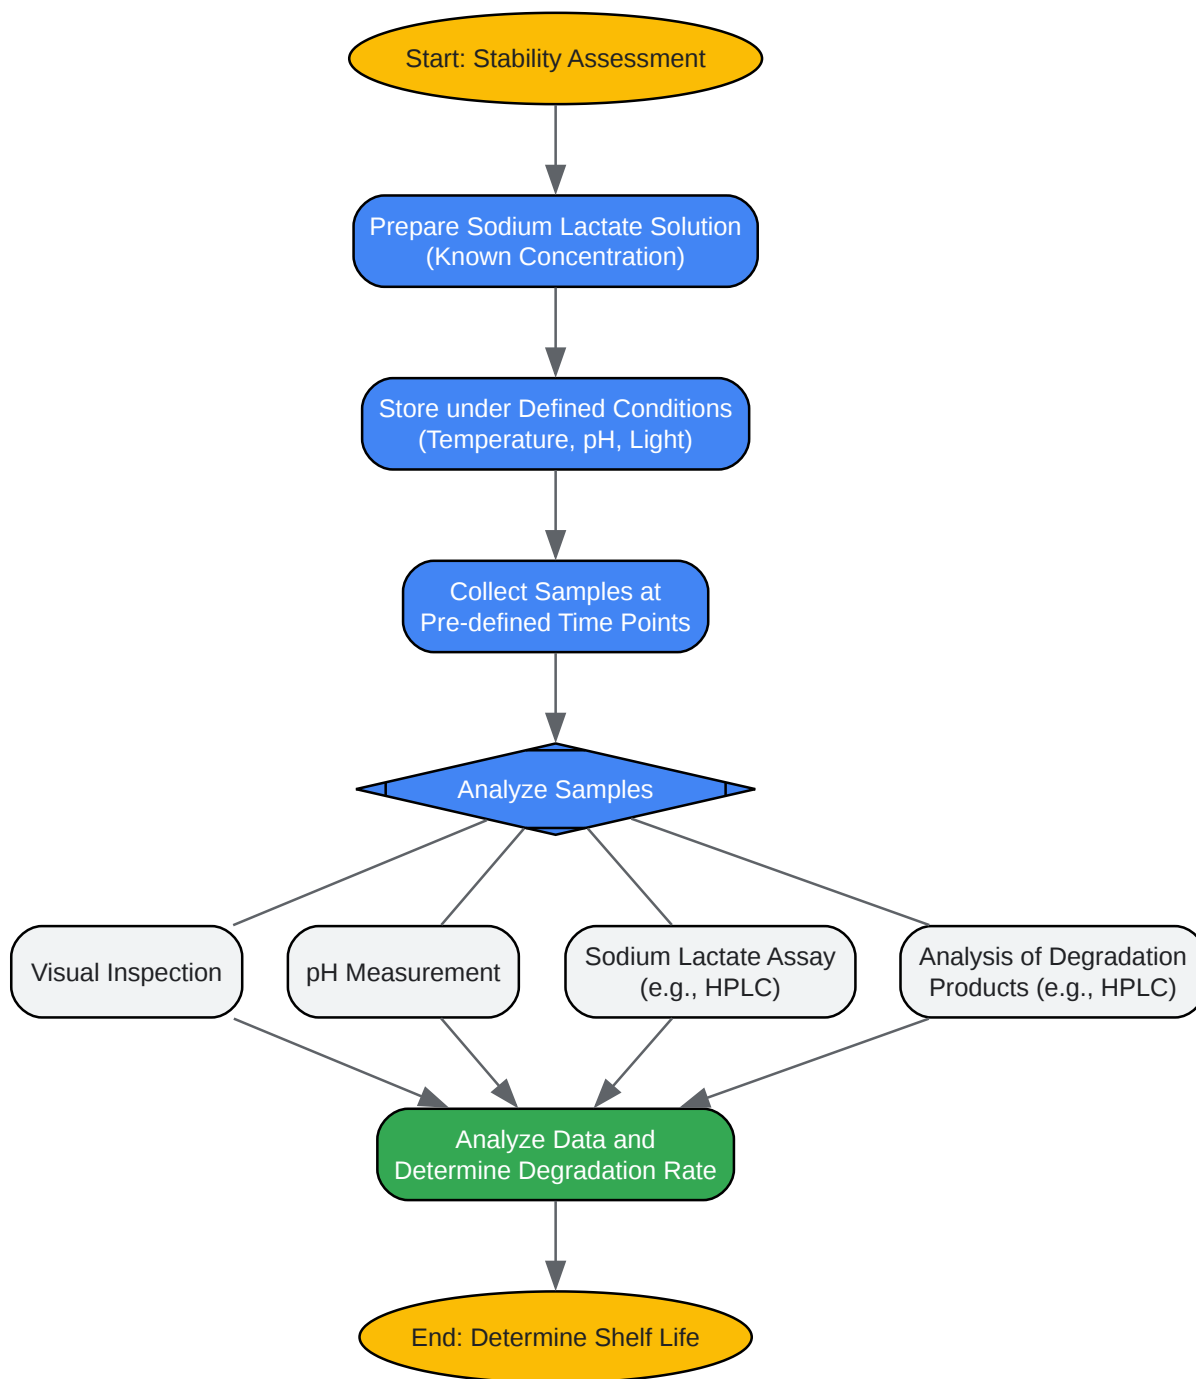 Start: Stability Assessment
Prepare Sodium Lactate Solution
(Known Concentration)
Store under Defined Conditions
(Temperature, pH, Light)
Collect Samples at
Pre-defined Time Points
Analyze Samples
Visual Inspection
pH Measurement
Sodium Lactate Assay
(e.g., HPLC)
Analysis of Degradation
Products (e.g., HPLC)
Analyze Data and
Determine Degradation Rate
End: Determine Shelf Life